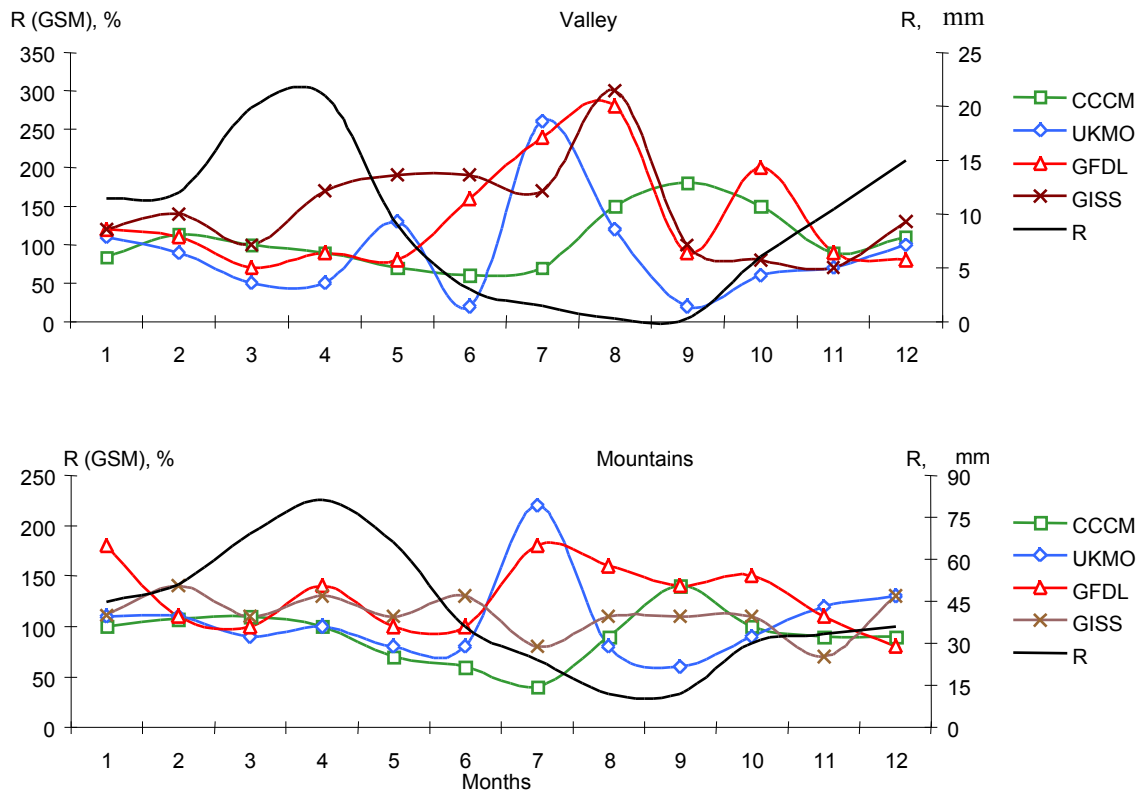 R (GSM), % Valley R, mm
350 25
300 20
250
200 15
150 10
100
50 5
0 0
1 2 3 4 5 6 7 8 9 10 11 12
CCCM
UKMO
GFDL
GISS
R
R (GSM), % Mountains R, mm
250 90
200 75
150 60
100 45
50 30
0 15
0
1 2 3 4 5 6 7 8 9 10 11 12
Months
CCCM
UKMO
GFDL
GISS
R